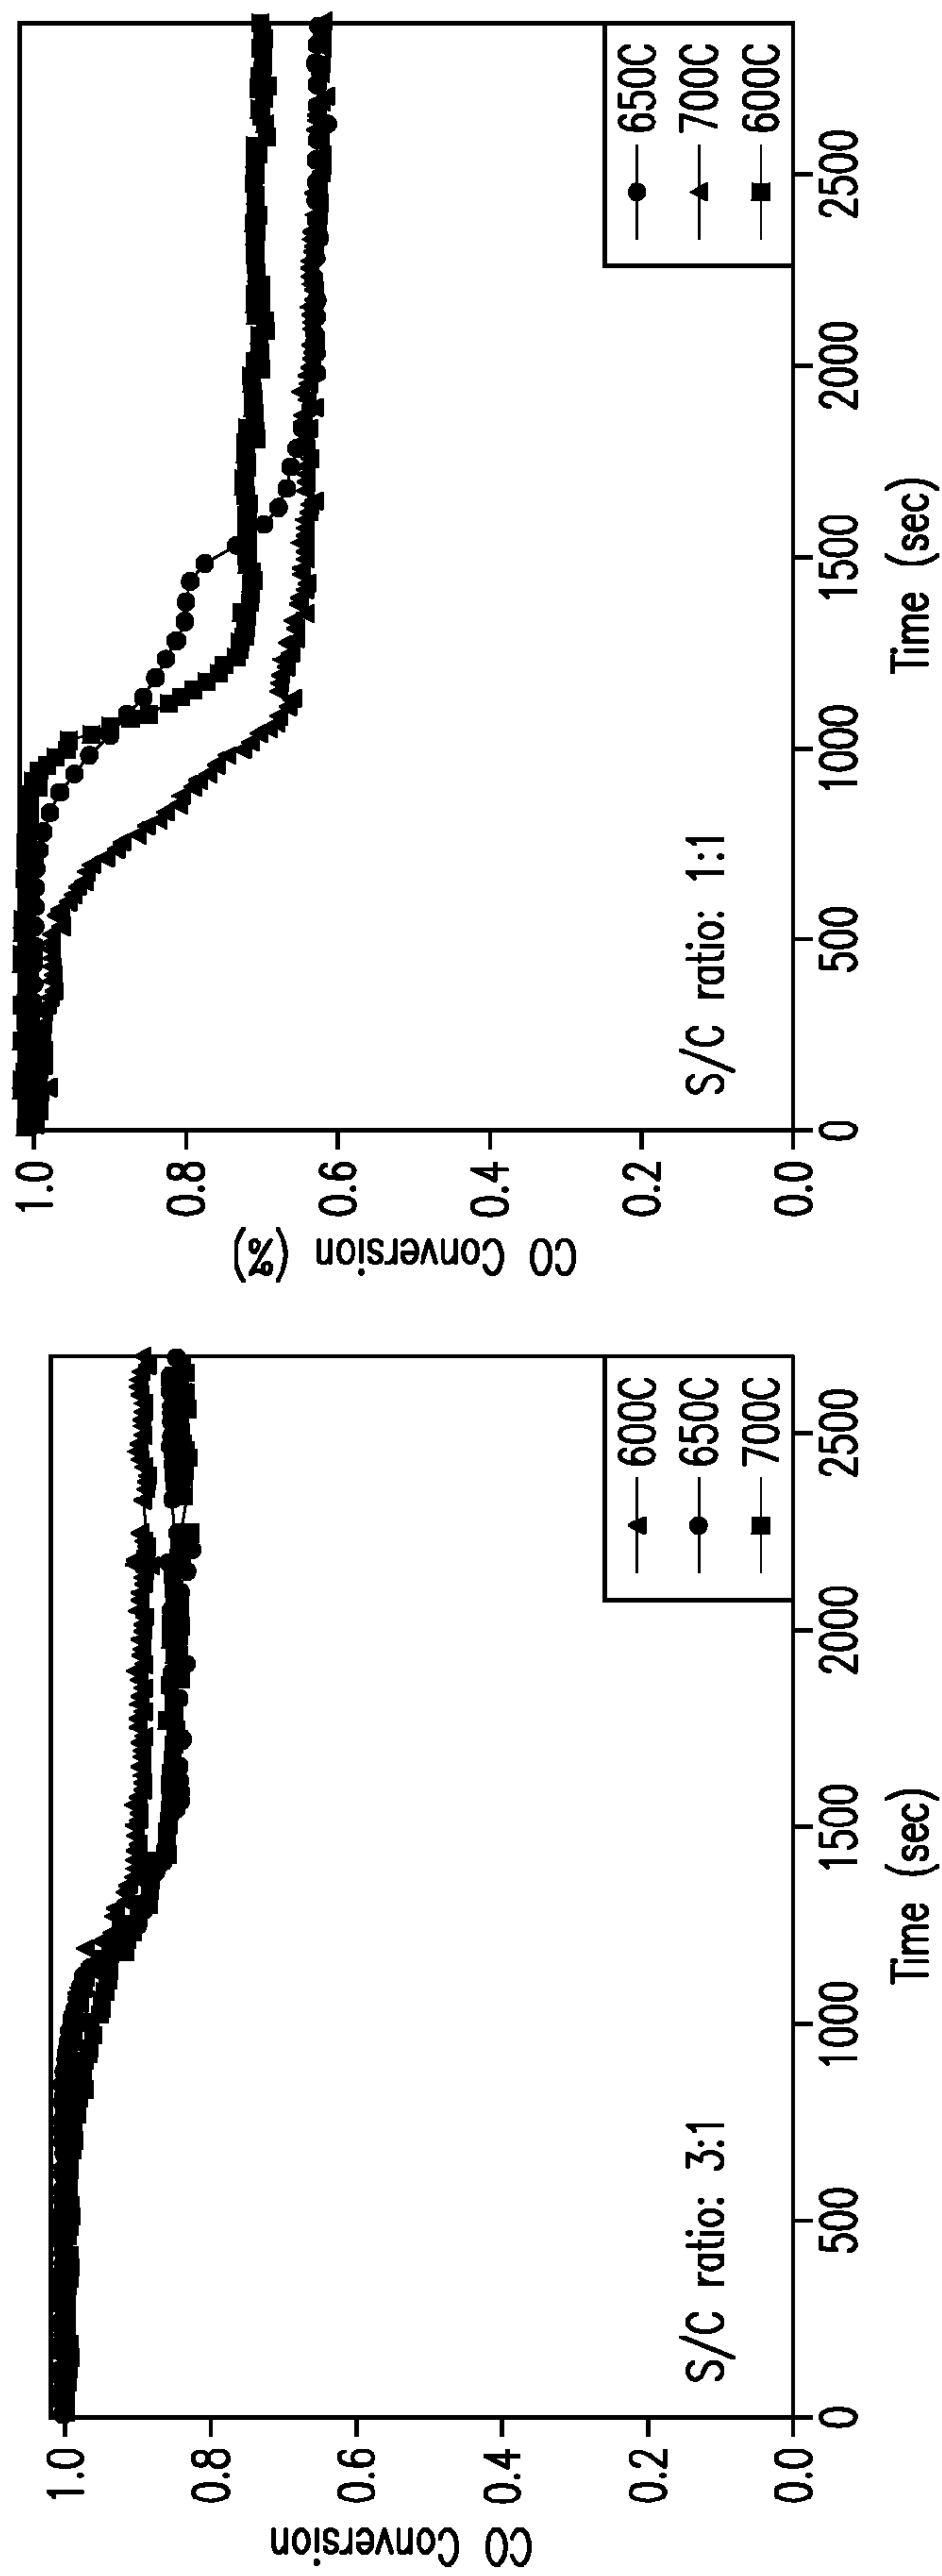 CO Conversion
1.0
0.8
0.6
0.4
0.2
0.0
S/C ratio: 3:1
600C
650C
700C
0 500 1000 1500 2000 2500
Time (sec)
CO Conversion (%)
1.0
0.8
0.6
0.4
0.2
0.0
S/C ratio: 1:1
650C
700C
600C
0 500 1000 1500 2000 2500
Time (sec)